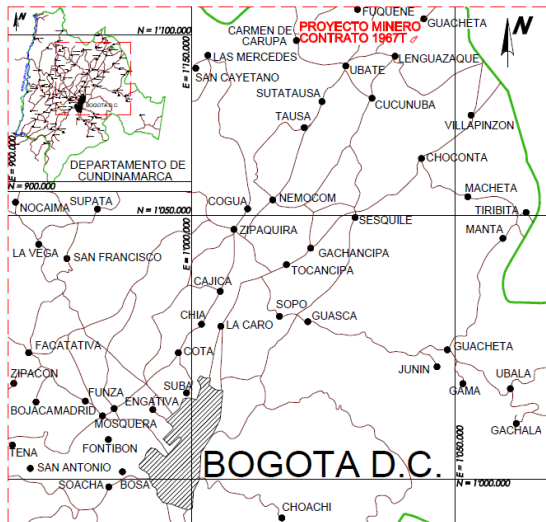 FUQUENE
GUACHETA
N = 1'100.000
CARMEN DE
CARUPA
PROYECTO MINERO
CONTRATO 1967T
N
N
LAS MERCEDES
E = 1'150.000
SAN CAYETANO
UBATE
LENGUAZAQUE
SUTATAUSA
CUCUNUBA
TAUSA
VILLAPINZON
BOGOTA D.C.
E = 900.000
DEPARTAMENTO DE
CUNDINAMARCA
N = 900.000
CHOCONTA
MACHETA
NOCAIMA
SUPATA
N = 1'050.000
COGUA
NEMOCOM
SESQUILE
TIRIBITA
MANTA
ZIPAQUIRA
E = 1'000.000
LA VEGA
SAN FRANCISCO
GACHANCIPA
TOCANCIPA
CAJICA
CHIA
LA CARO
SOPO
GUASCA
FACATATIVA
COTA
GUACHETA
ZIPACON
JUNIN
GAMA
UBALA
SUBA
BOJACA
MADRID
FUNZA
ENGATIVA
MOSQUERA
GACHALA
TENA
FONTIBON
SAN ANTONIO
SOACHA
BOSA
BOGOTA D.C.
E = 1'050.000
N = 1'000.000
CHOACHI